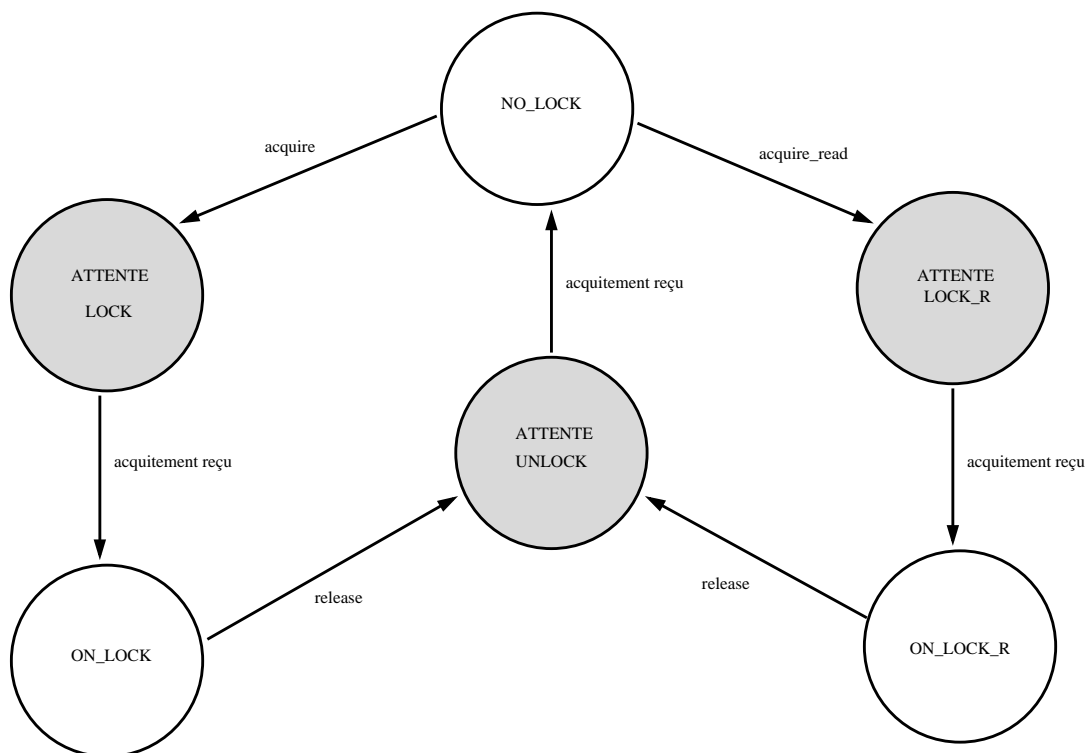 NO_LOCK
acquire
acquire_read
ATTENTE
LOCK
ATTENTE
LOCK_R
acquitement reçu
ATTENTE
UNLOCK
acquitement reçu
acquitement reçu
release
release
ON_LOCK
ON_LOCK_R